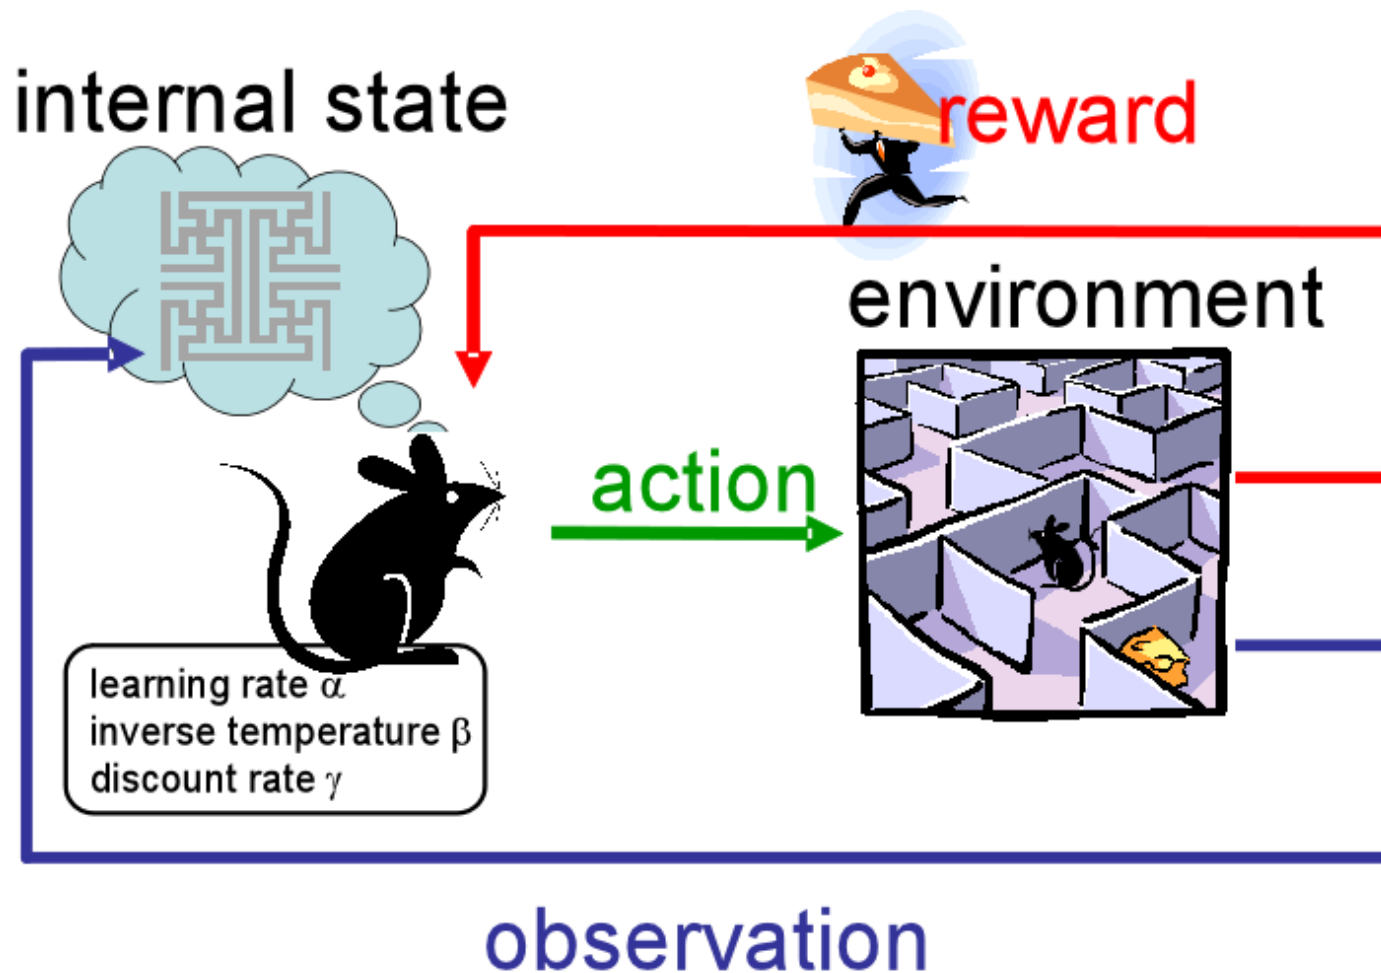 internal state
reward
environment
action
learning rate α
inverse temperature β
discount rate γ
observation